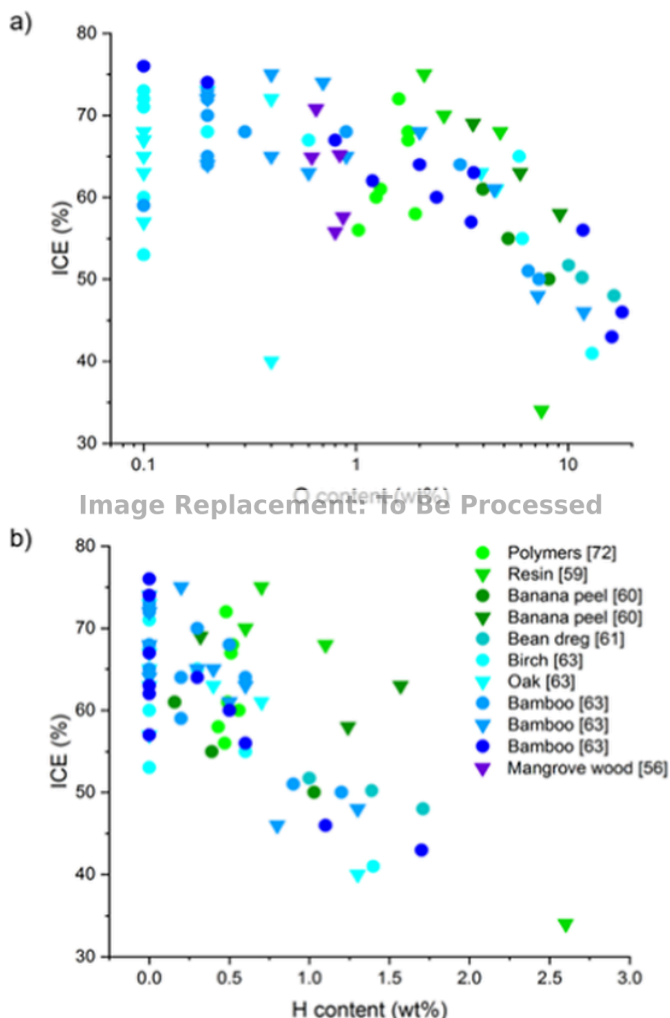 a)
80
70
60
50
40
30
ICE (%)
0.1
1
10
O content (wt%)
Image Replacement: To Be Processed
b)
80
70
60
50
40
30
ICE (%)
Polymers [72]
Resin [59]
Banana peel [60]
Banana peel [60]
Bean dreg [61]
Birch [63]
Oak [63]
Bamboo [63]
Bamboo [63]
Bamboo [63]
Mangrove wood [56]
0.0
0.5
1.0
1.5
2.0
2.5
3.0
H content (wt%)